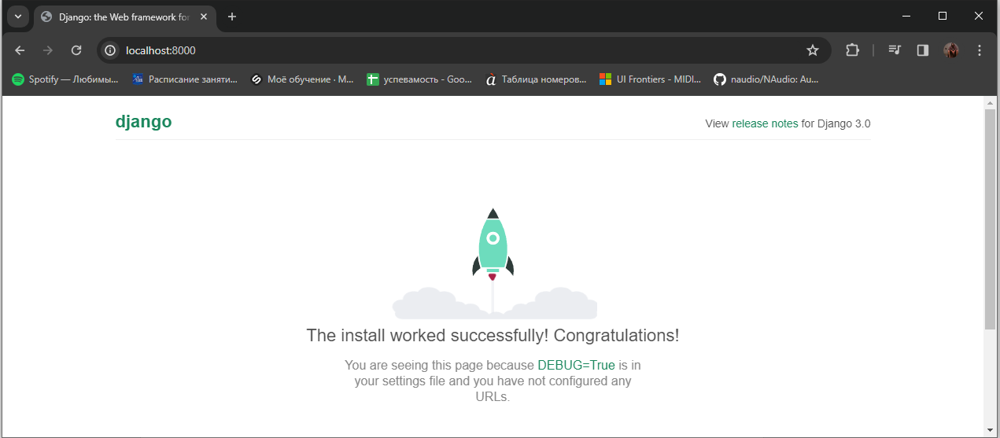 Django: the Web framework for
localhost:8000
Spotify — Любимы...
Расписание заняти...
Моё обучение · M...
успевамость - Goo...
Таблица номеров...
UI Frontiers - MIDI...
naudio/NAudio: Au...
django
View release notes for Django 3.0
The install worked successfully! Congratulations!
You are seeing this page because DEBUG=True is in
your settings file and you have not configured any
URLs.